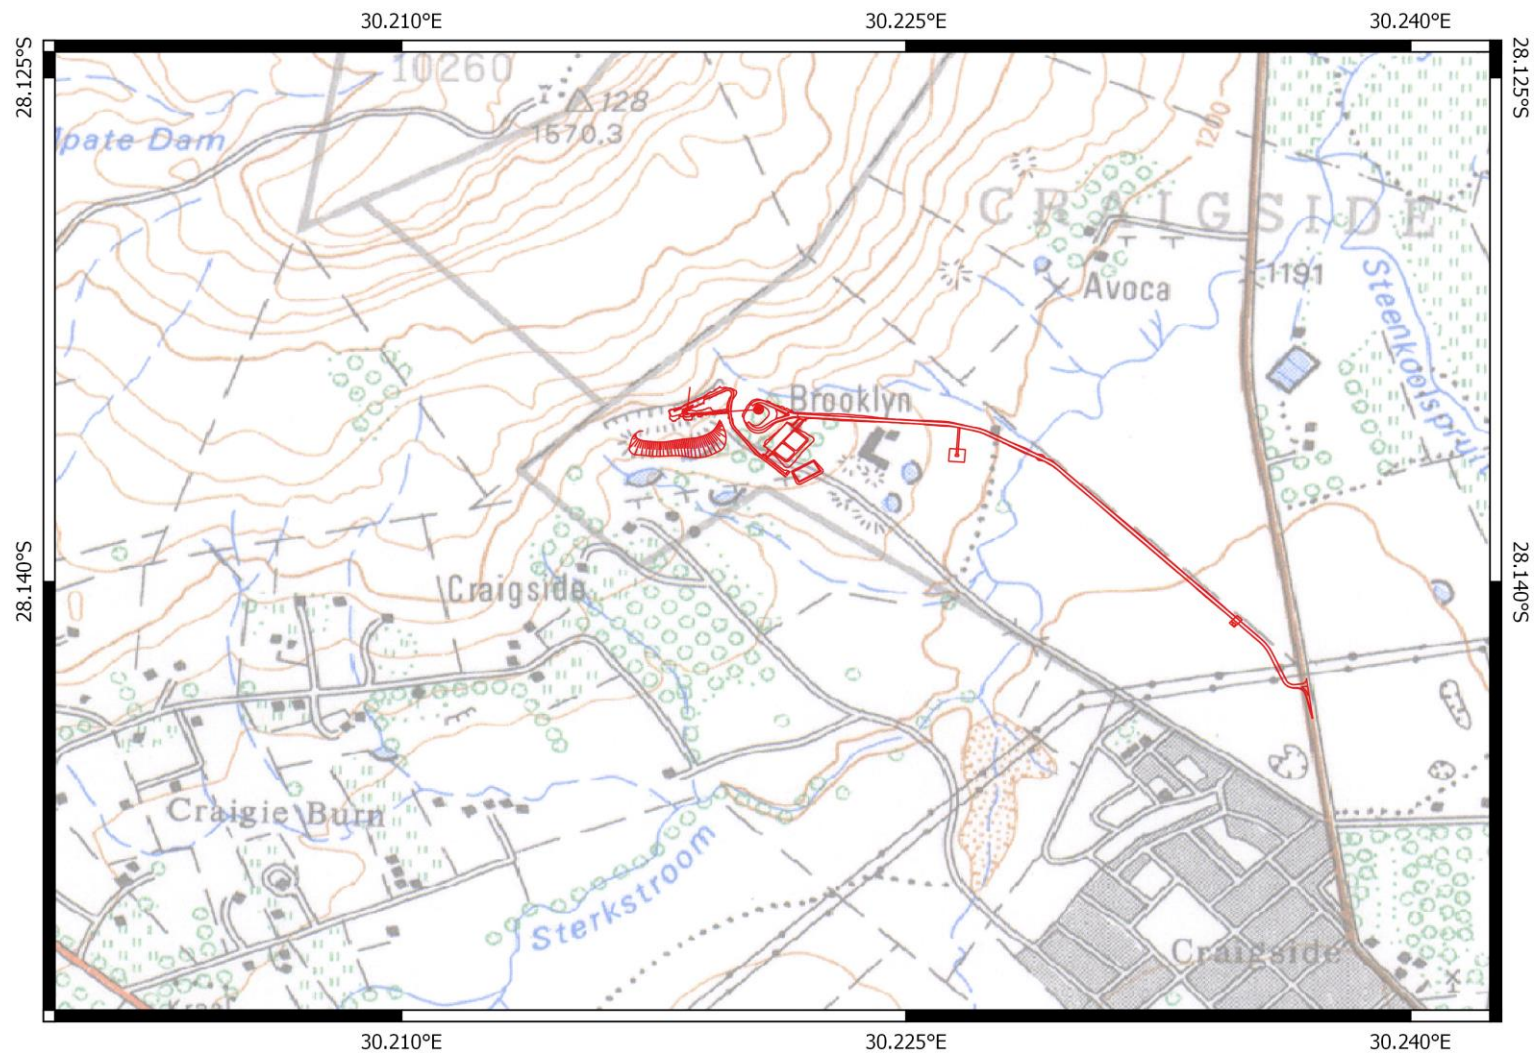 30.210°E 30.225°E 30.240°E
28.125°S 28.125°S
10260
128
1570.3
lpate Dam
1200
CRAIGSIDE
Avoca
1191
Steenkoolspruit
Brooklyn
28.140°S 28.140°S
Craigside
Craigie Burn
Sterkstroom
Craigside
30.210°E 30.225°E 30.240°E